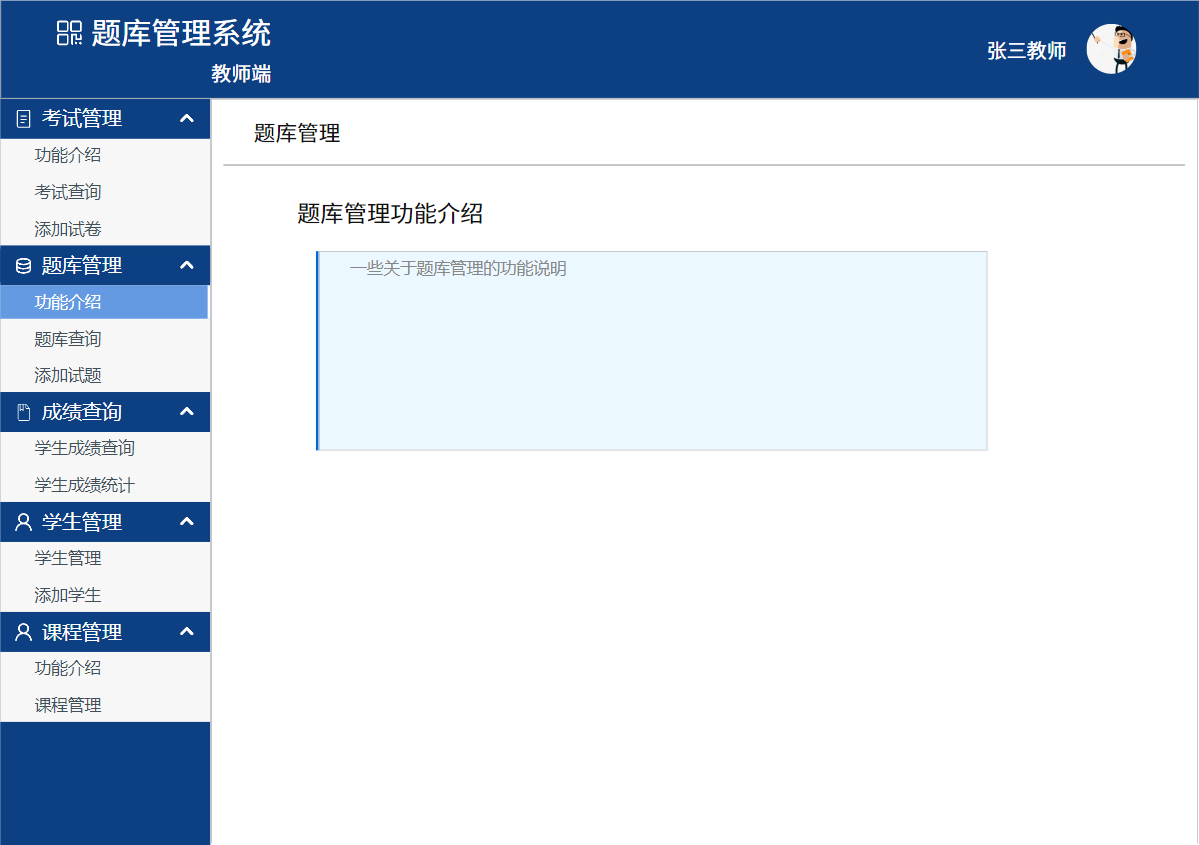 题库管理系统
教师端
张三教师
考试管理
功能介绍
考试查询
添加试卷
题库管理
功能介绍
题库查询
添加试题
成绩查询
学生成绩查询
学生成绩统计
学生管理
学生管理
添加学生
课程管理
功能介绍
课程管理
题库管理
题库管理功能介绍
一些关于题库管理的功能说明